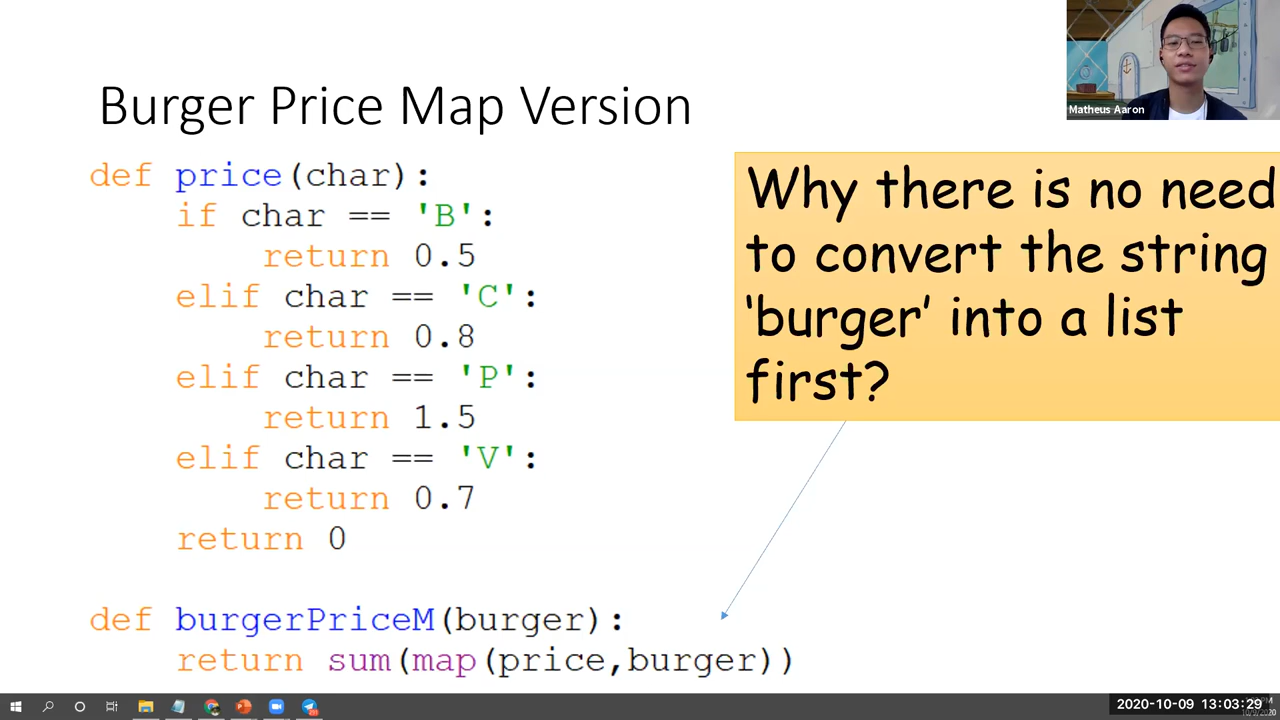 Matheus Aaron
Burger Price Map Version
def price(char):
    if char == 'B':
        return 0.5
    elif char == 'C':
        return 0.8
    elif char == 'P':
        return 1.5
    elif char == 'V':
        return 0.7
    return 0
def burgerPriceM(burger):
    return sum(map(price,burger))
Why there is no need
to convert the string
‘burger’ into a list
first?
2020-10-09 13:03:29